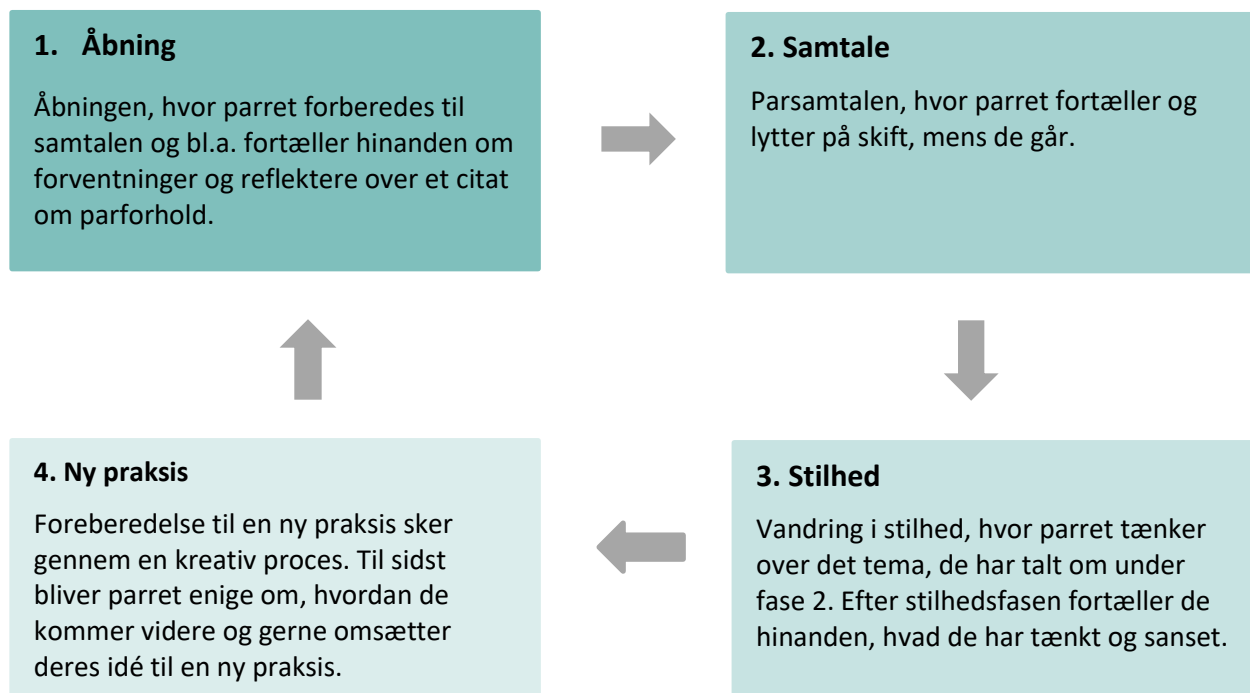 1. Åbning
Åbningen, hvor parret forberedes til
samtalen og bl.a. fortæller hinanden om
forventninger og reflektere over et citat
om parforhold.
2. Samtale
Parsamtalen, hvor parret fortæller og
lytter på skift, mens de går.
3. Stilhed
Vandring i stilhed, hvor parret tænker
over det tema, de har talt om under
fase 2. Efter stilhedsfasen fortæller de
hinanden, hvad de har tænkt og sanset.
4. Ny praksis
Foreberedelse til en ny praksis sker
gennem en kreativ proces. Til sidst
bliver parret enige om, hvordan de
kommer videre og gerne omsætter
deres idé til en ny praksis.